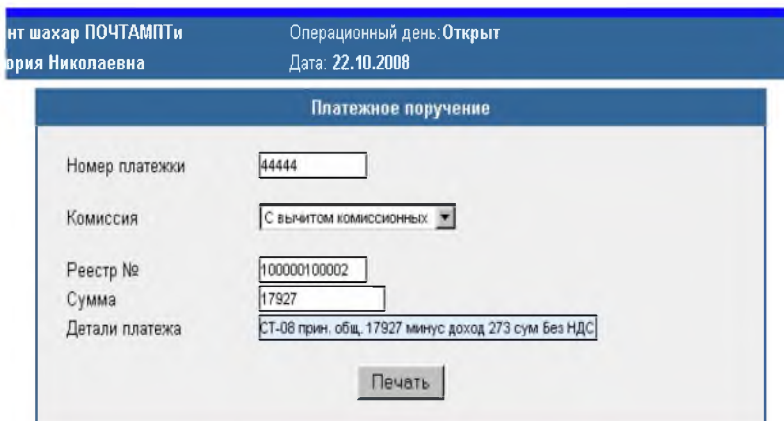 нт шахар ПОЧТАМПТи Операционный день:Открыт
ория Николаевна Дата: 22.10.2008
Платежное поручение
Номер платежки 44444
Комиссия С вычитом комиссионных
Реестр № 100000100002
Сумма 17927
Детали платежа СТ-08 прин. общ. 17927 минус доход 273 сум Без НДС
Печать